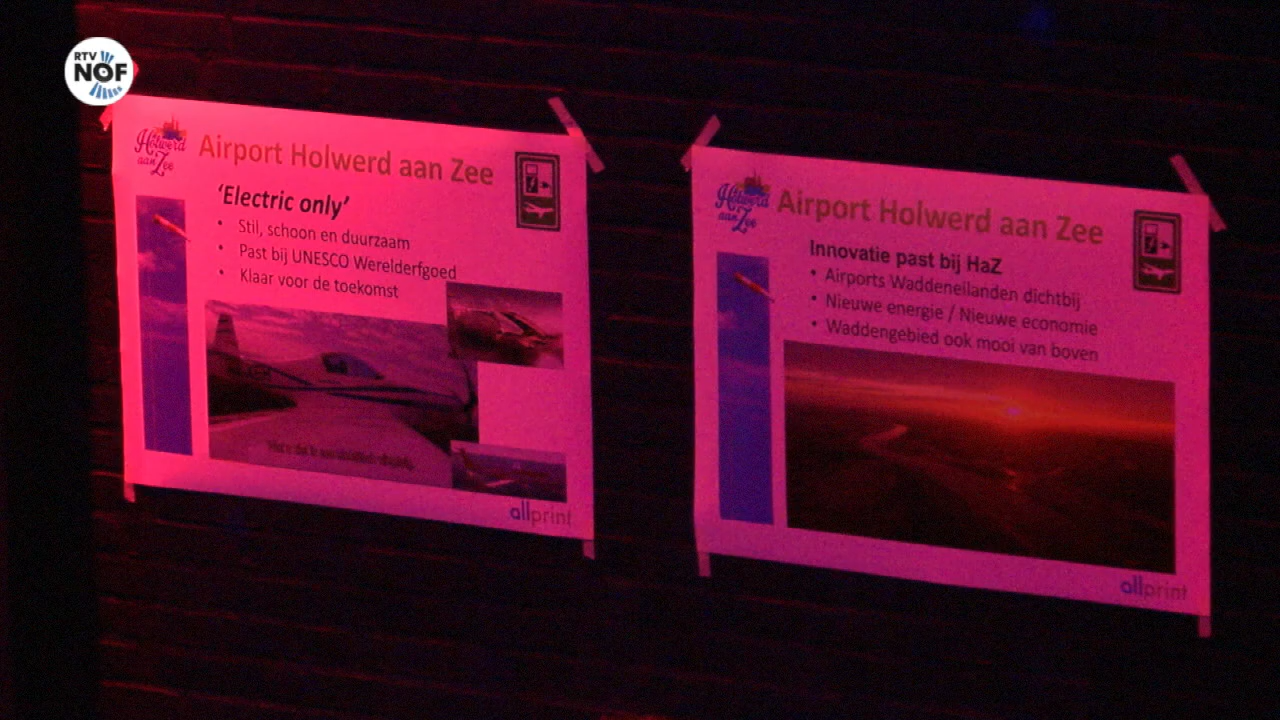 RTV
NOF
Holwerd
aan Zee
Airport Holwerd aan Zee
'Electric only'
• Stil, schoon en duurzaam
• Past bij UNESCO Werelderfgoed
• Klaar voor de toekomst
allprint
Holwerd
aan Zee
Airport Holwerd aan Zee
Innovatie past bij HaZ
• Airports Waddeneilanden dichtbij
• Nieuwe energie / Nieuwe economie
• Waddengebied ook mooi van boven
allprint